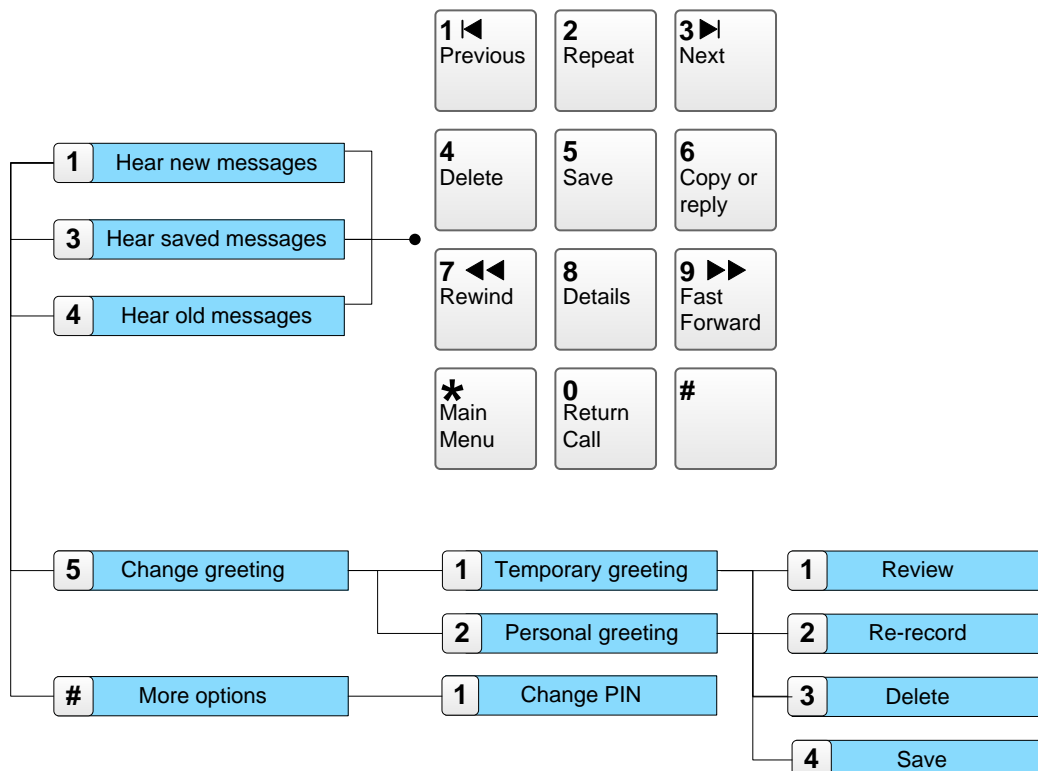 1
Previous
2
Repeat
3
Next
1 Hear new messages
4
Delete
5
Save
6
Copy or
reply
3 Hear saved messages
4 Hear old messages
7
Rewind
8
Details
9
Fast
Forward
*
Main
Menu
0
Return
Call
#
5 Change greeting
1 Temporary greeting
1 Review
2 Personal greeting
2 Re-record
# More options
1 Change PIN
3 Delete
4 Save